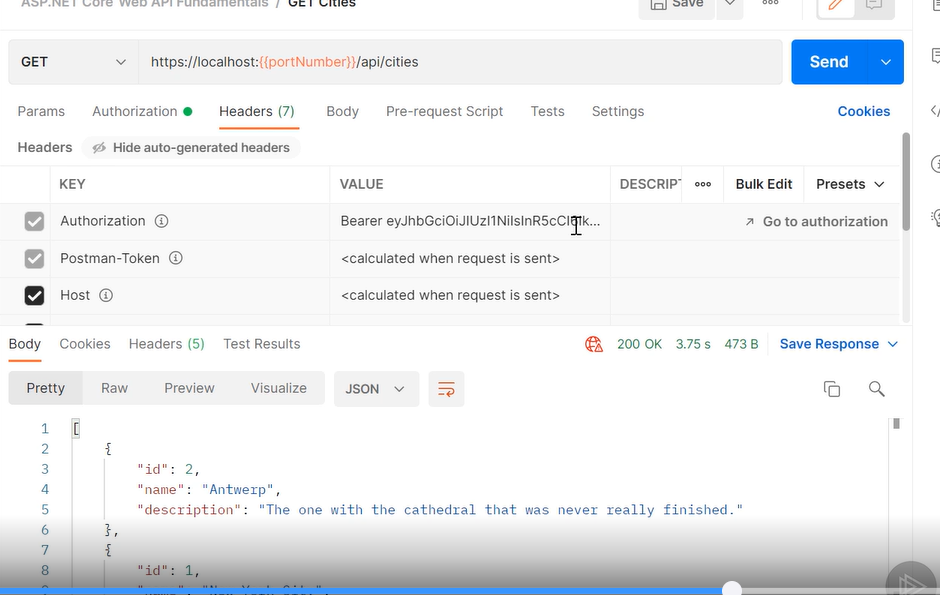 ASP.NET Core Web API Fundamentals / GET Cities
Save
GET https://localhost:{{portNumber}}/api/cities Send
Params Authorization Headers (7) Body Pre-request Script Tests Settings Cookies
Headers Hide auto-generated headers
KEY VALUE DESCRIPT Bulk Edit Presets
Authorization Go to authorization
Postman-Token <calculated when request is sent>
Host <calculated when request is sent>
Body Cookies Headers (5) Test Results 200 OK 3.75 s 473 B Save Response
Pretty Raw Preview Visualize JSON
1 [
2 {
3 "id": 2,
4 "name": "Antwerp",
5 "description": "The one with the cathedral that was never really finished."
6 },
7 {
8 "id": 1,